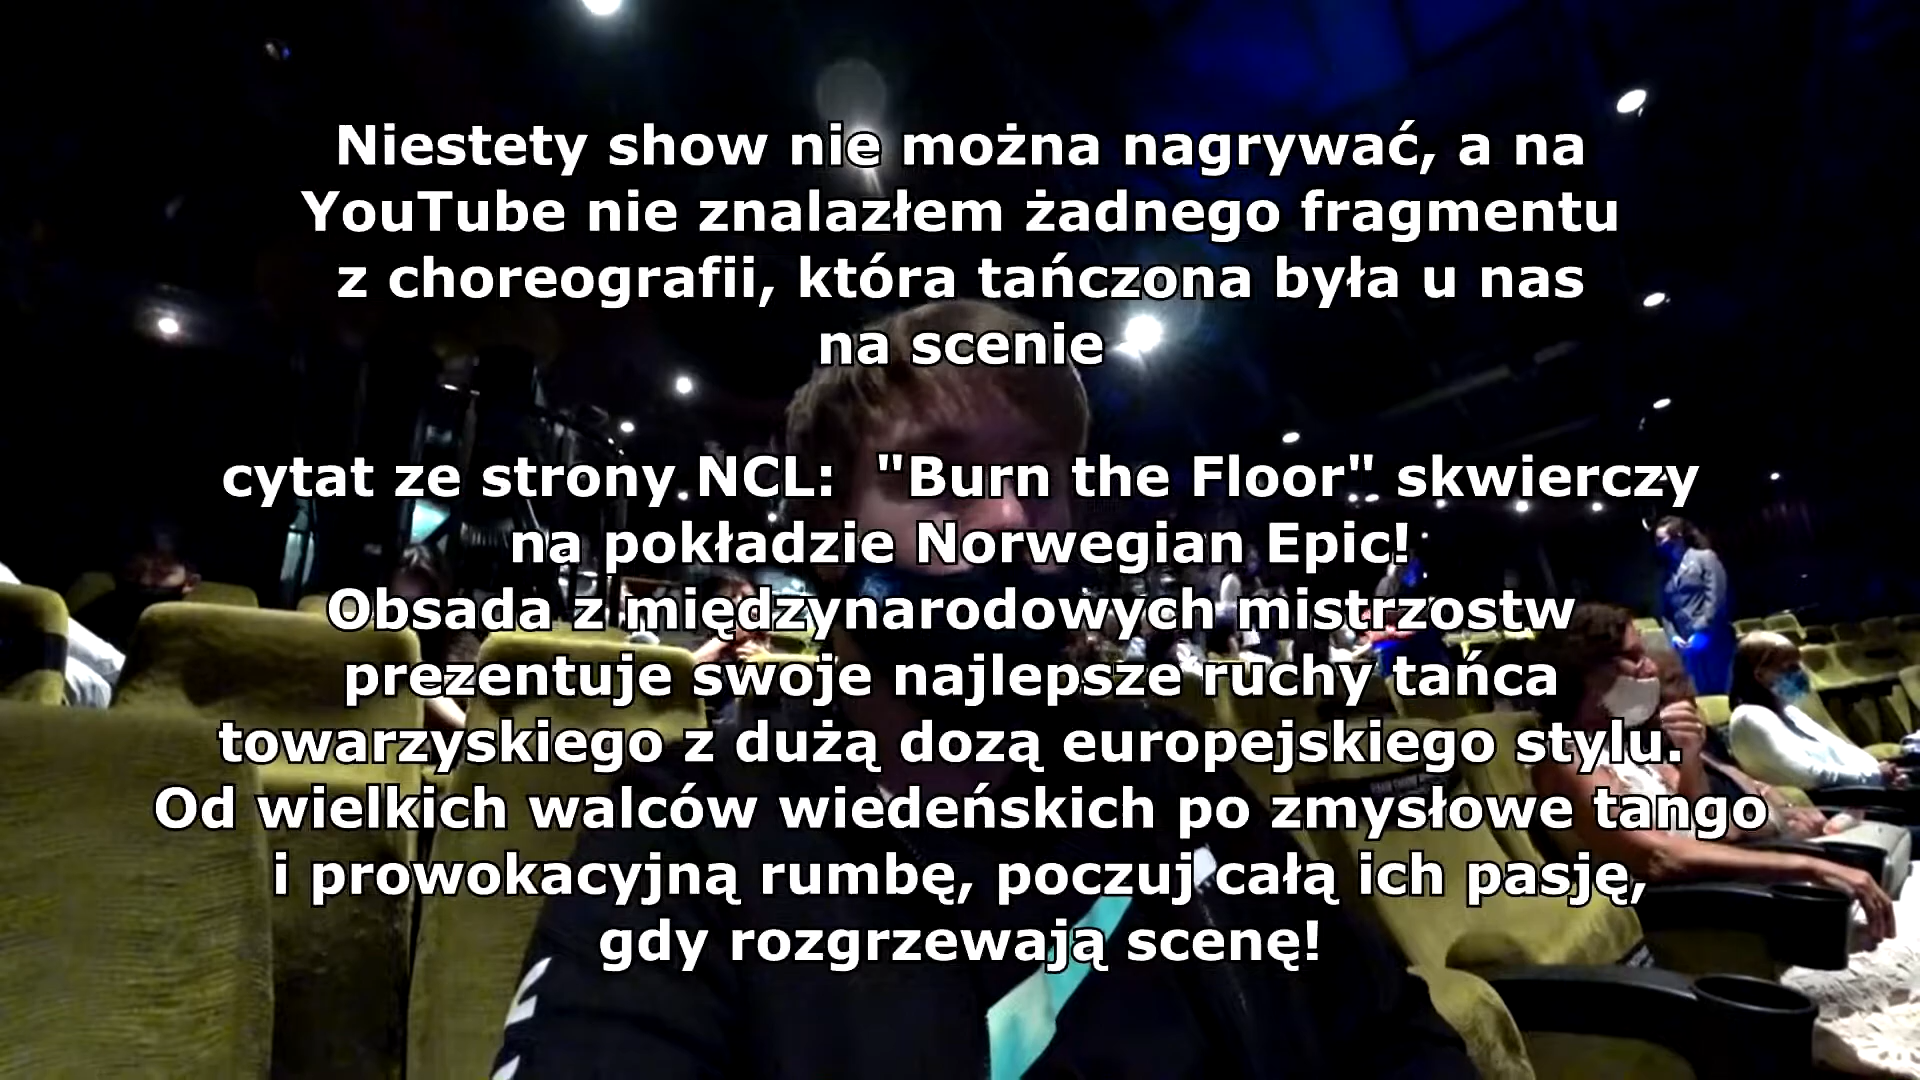 Niestety show nie można nagrywać, a na
YouTube nie znalazłem żadnego fragmentu
z choreografii, która tańczona była u nas
na scenie
cytat ze strony NCL: "Burn the Floor" skwierczy
na pokładzie Norwegian Epic!
Obsada z międzynarodowych mistrzostw
prezentuje swoje najlepsze ruchy tańca
towarzyskiego z dużą dozą europejskiego stylu.
Od wielkich walców wiedeńskich po zmysłowe tango
i prowokacyjną rumbę, poczuj całą ich pasję,
gdy rozgrzewają scenę!